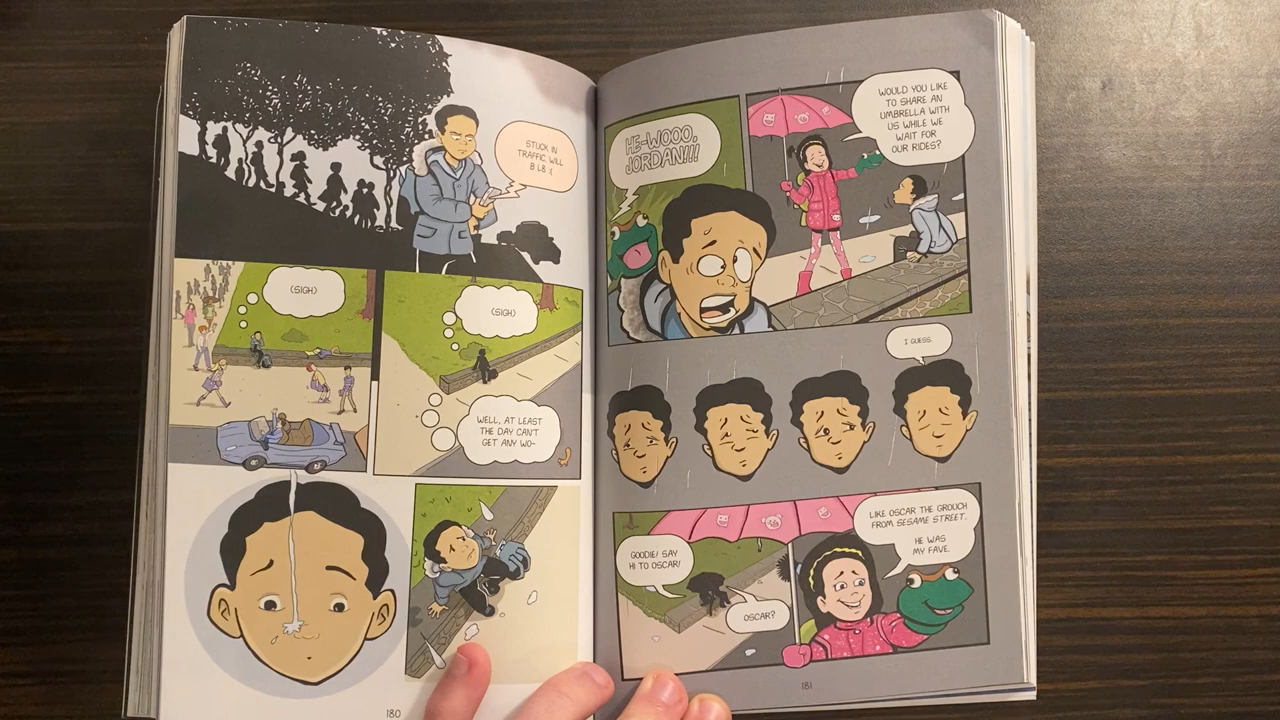 STUCK IN
TRAFFIC. WILL
B L8 :(
(SIGH)
(SIGH)
WELL, AT LEAST
THE DAY CAN'T
GET ANY WO-
180
HE-WOOO,
JORDAN!!!
WOULD YOU LIKE
TO SHARE AN
UMBRELLA WITH
US WHILE WE
WAIT FOR
OUR RIDES?
I GUESS.
GOODIE! SAY
HI TO OSCAR!
OSCAR?
LIKE OSCAR THE GROUCH
FROM SESAME STREET.
HE WAS
MY FAVE.
181